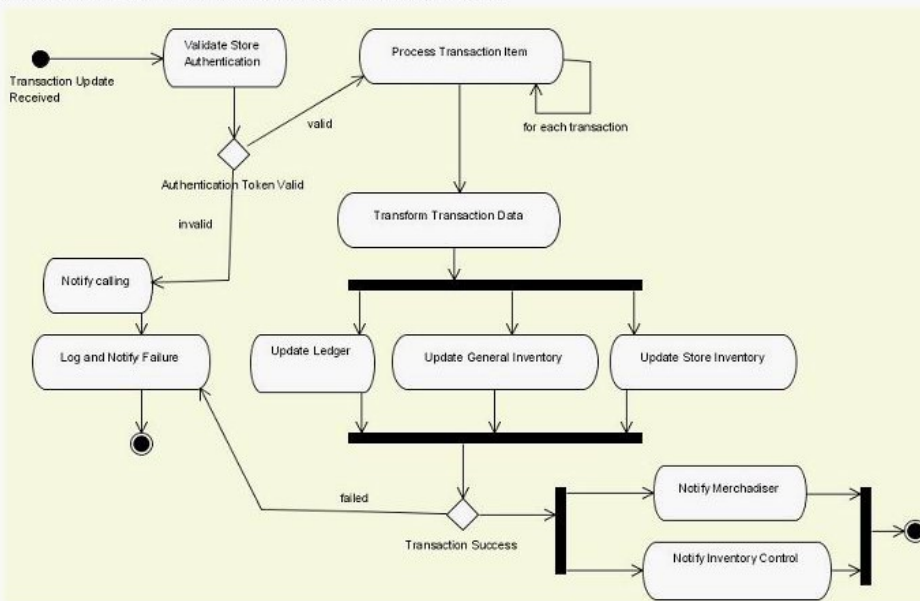 Validate Store
Authentication
Process Transaction Item
Transaction Update
Received
for each transaction
valid
Authentication Token Valid
invalid
Transform Transaction Data
Notify calling
Log and Notify Failure
Update Ledger
Update General Inventory
Update Store Inventory
failed
Transaction Success
Notify Merchadiser
Notify Inventory Control